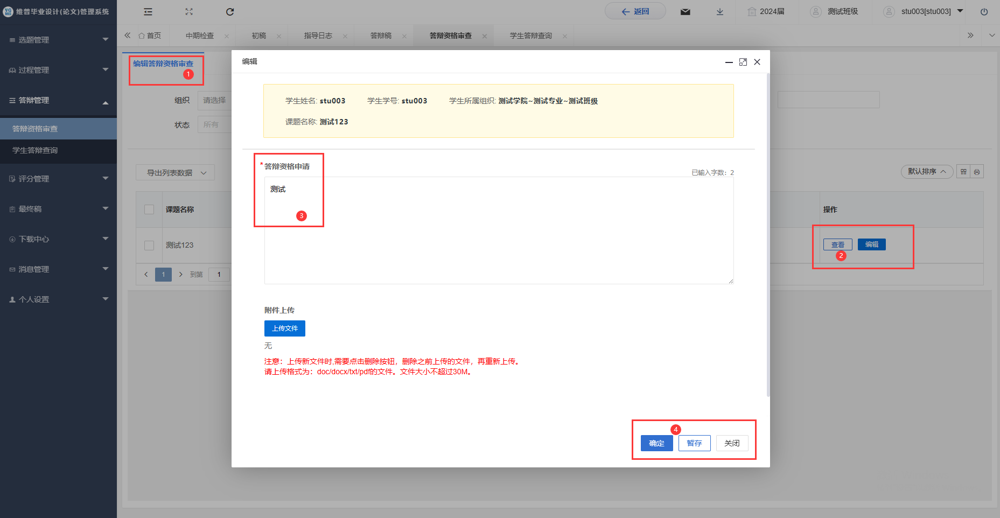 维普毕业设计(论文)管理系统
返回
2024届
测试班级
stu003[stu003]
首页
中期检查
初稿
指导日志
答辩稿
答辩资格审查
学生答辩查询
选题管理
过程管理
答辩管理
答辩资格审查
学生答辩查询
评分管理
最终稿
下载中心
消息管理
个人设置
编辑答辩资格审查
1
组织
请选择
状态
所有
导出列表数据
默认排序
课题名称
操作
测试123
查看
编辑
2
1
到第
1
编辑
学生姓名: stu003
学生学号: stu003
学生所属组织: 测试学院~测试专业~测试班级
课题名称: 测试123
*答辩资格申请
已输入字数：2
测试
3
附件上传
上传文件
无
注意：上传新文件时,需要点击删除按钮，删除之前上传的文件，再重新上传。
请上传格式为：doc/docx/txt/pdf的文件。文件大小不超过30M。
4
确定
暂存
关闭